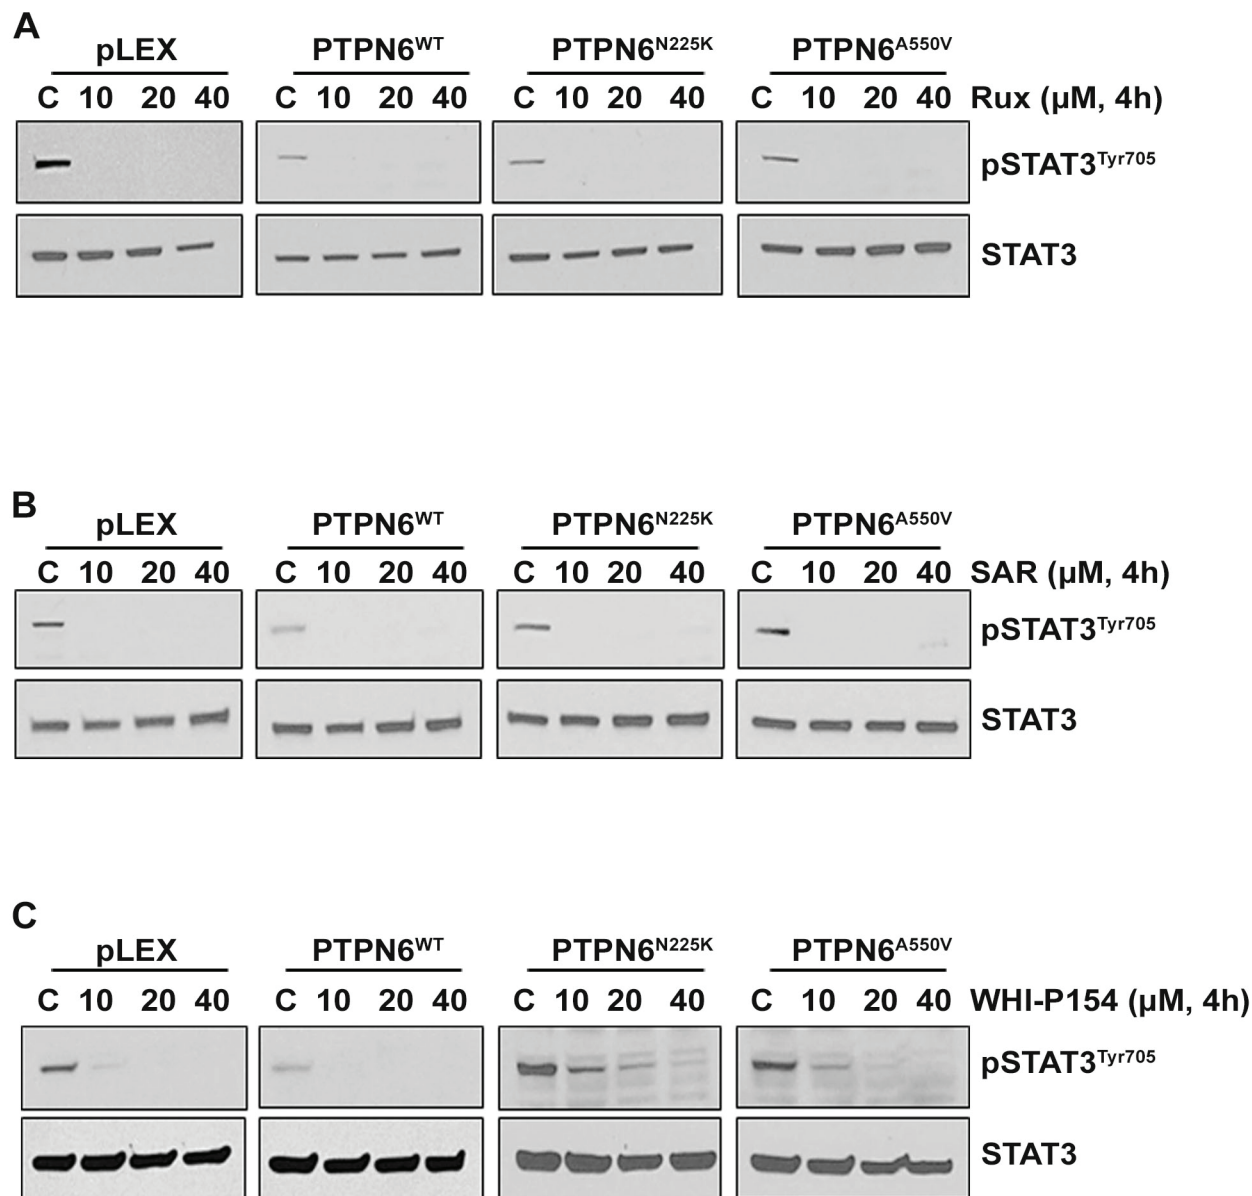 A
pLEX PTPN6WT PTPN6N225K PTPN6A550V
C 10 20 40 C 10 20 40 C 10 20 40 C 10 20 40 Rux (µM, 4h)
pSTAT3Tyr705
STAT3
B
pLEX PTPN6WT PTPN6N225K PTPN6A550V
C 10 20 40 C 10 20 40 C 10 20 40 C 10 20 40 SAR (µM, 4h)
pSTAT3Tyr705
STAT3
C
pLEX PTPN6WT PTPN6N225K PTPN6A550V
C 10 20 40 C 10 20 40 C 10 20 40 C 10 20 40 WHI-P154 (µM, 4h)
pSTAT3Tyr705
STAT3